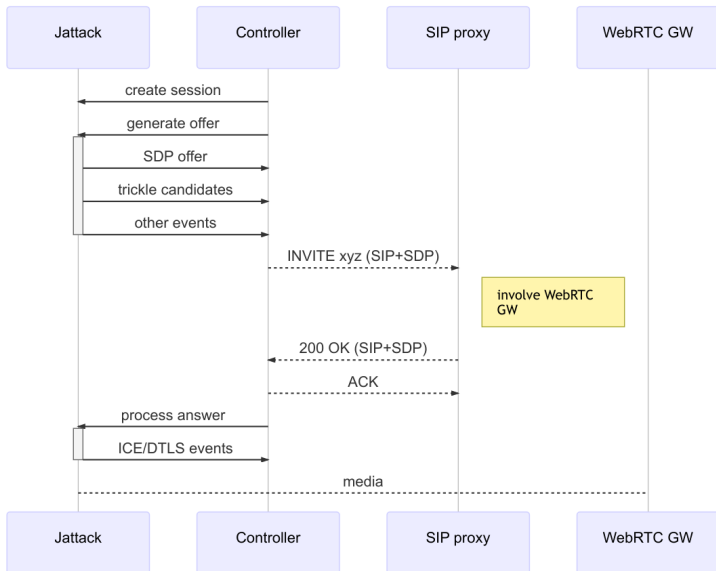 Jattack
Controller
SIP proxy
WebRTC GW
create session
generate offer
SDP offer
trickle candidates
other events
INVITE xyz (SIP+SDP)
involve WebRTC
GW
200 OK (SIP+SDP)
ACK
process answer
ICE/DTLS events
media
Jattack
Controller
SIP proxy
WebRTC GW